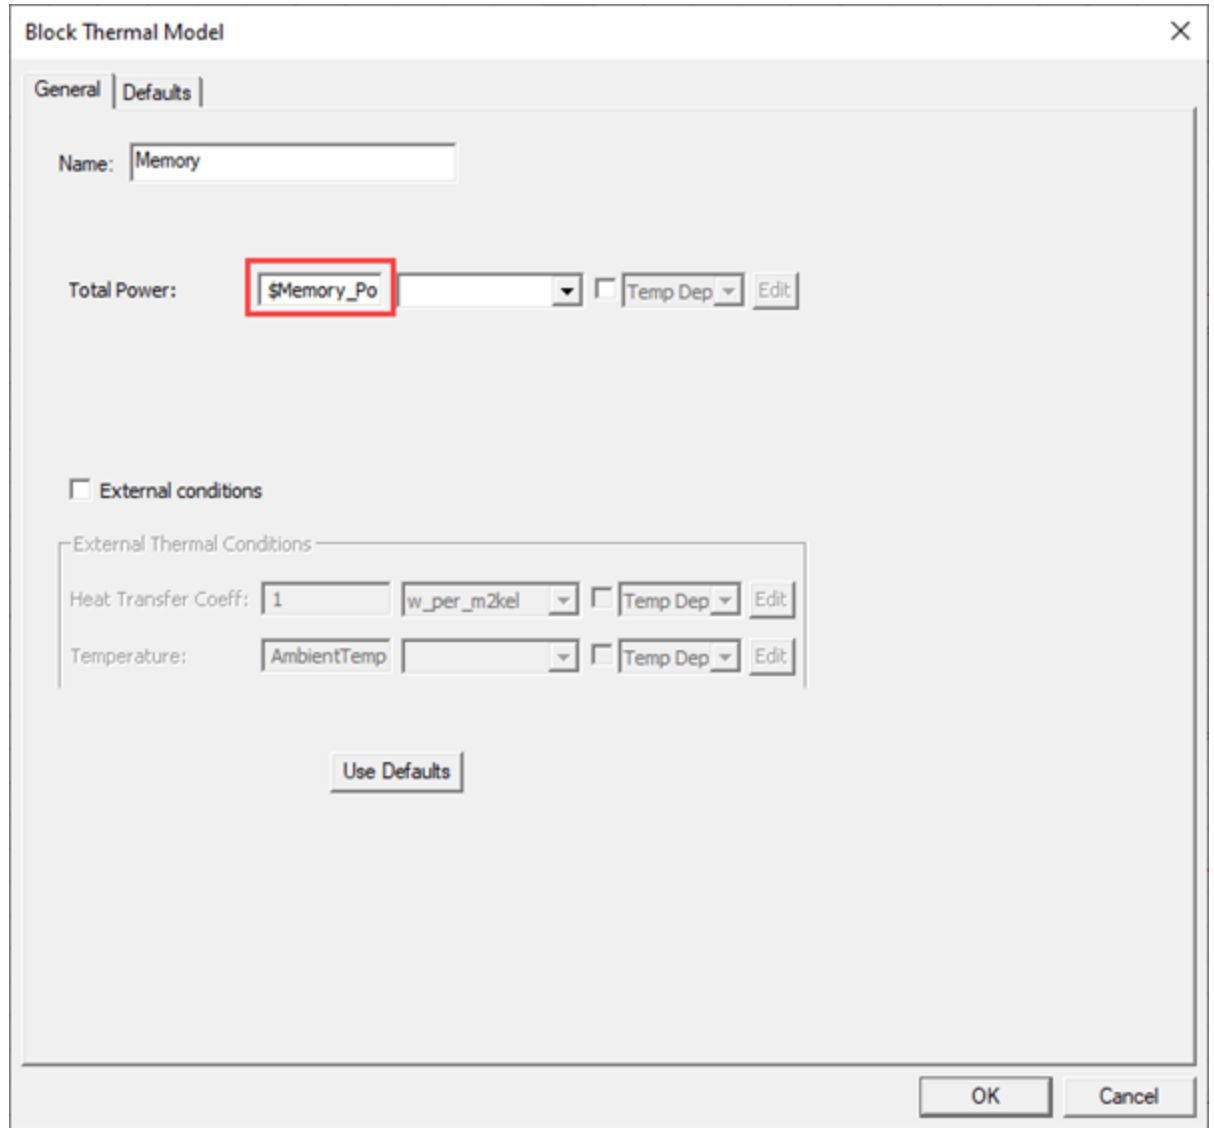 Block Thermal Model
General Defaults
Name: Memory
Total Power: $Memory_Po Temp Dep Edit
External conditions
External Thermal Conditions
Heat Transfer Coeff: 1 w_per_m2kel Temp Dep Edit
Temperature: AmbientTemp Temp Dep Edit
Use Defaults
OK Cancel